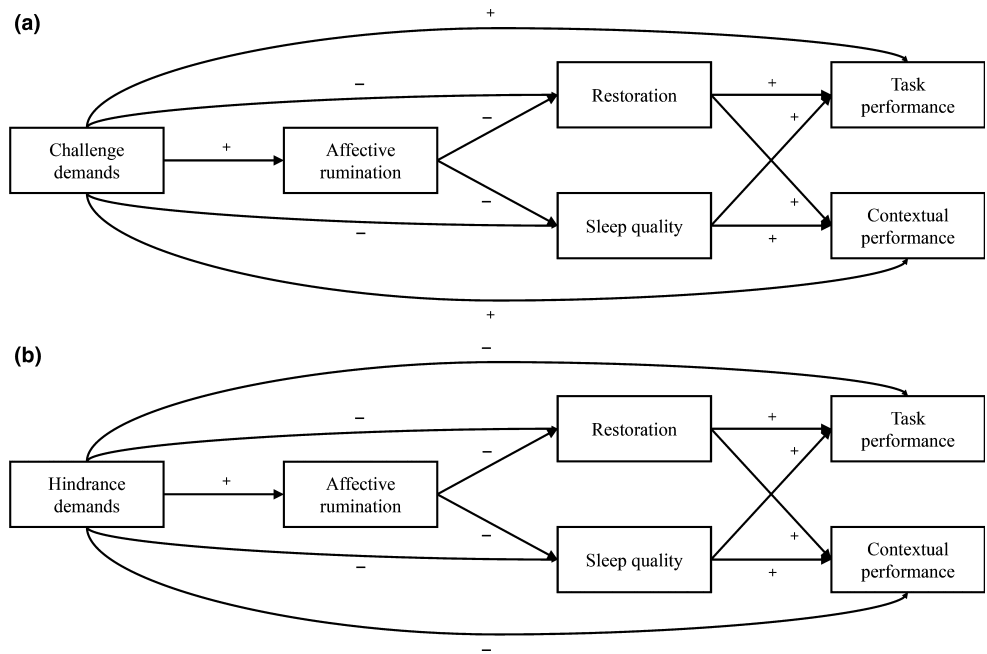 (a)
+
−
Restoration
+
Task
performance
−
+
Challenge
demands
+
Affective
rumination
−
+
Sleep quality
+
Contextual
performance
−
+
(b)
−
−
Restoration
+
Task
performance
−
+
Hindrance
demands
+
Affective
rumination
−
+
Sleep quality
+
Contextual
performance
−
−